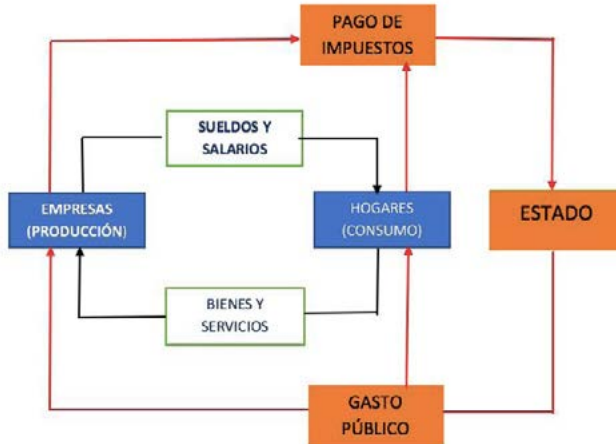 PAGO DE
IMPUESTOS
SUELDOS Y
SALARIOS
EMPRESAS
(PRODUCCIÓN)
HOGARES
(CONSUMO)
ESTADO
BIENES Y
SERVICIOS
GASTO
PÚBLICO